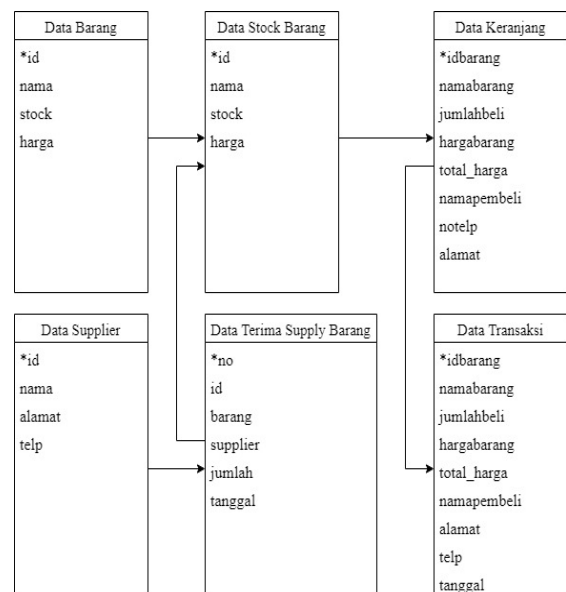 Data Barang
*id
nama
stock
harga
Data Stock Barang
*id
nama
stock
harga
Data Keranjang
*idbarang
namabarang
jumlahbeli
hargabarang
total_harga
namapembeli
notelp
alamat
Data Supplier
*id
nama
alamat
telp
Data Terima Supply Barang
*no
id
barang
supplier
jumlah
tanggal
Data Transaksi
*idbarang
namabarang
jumlahbeli
hargabarang
total_harga
namapembeli
alamat
telp
tanggal